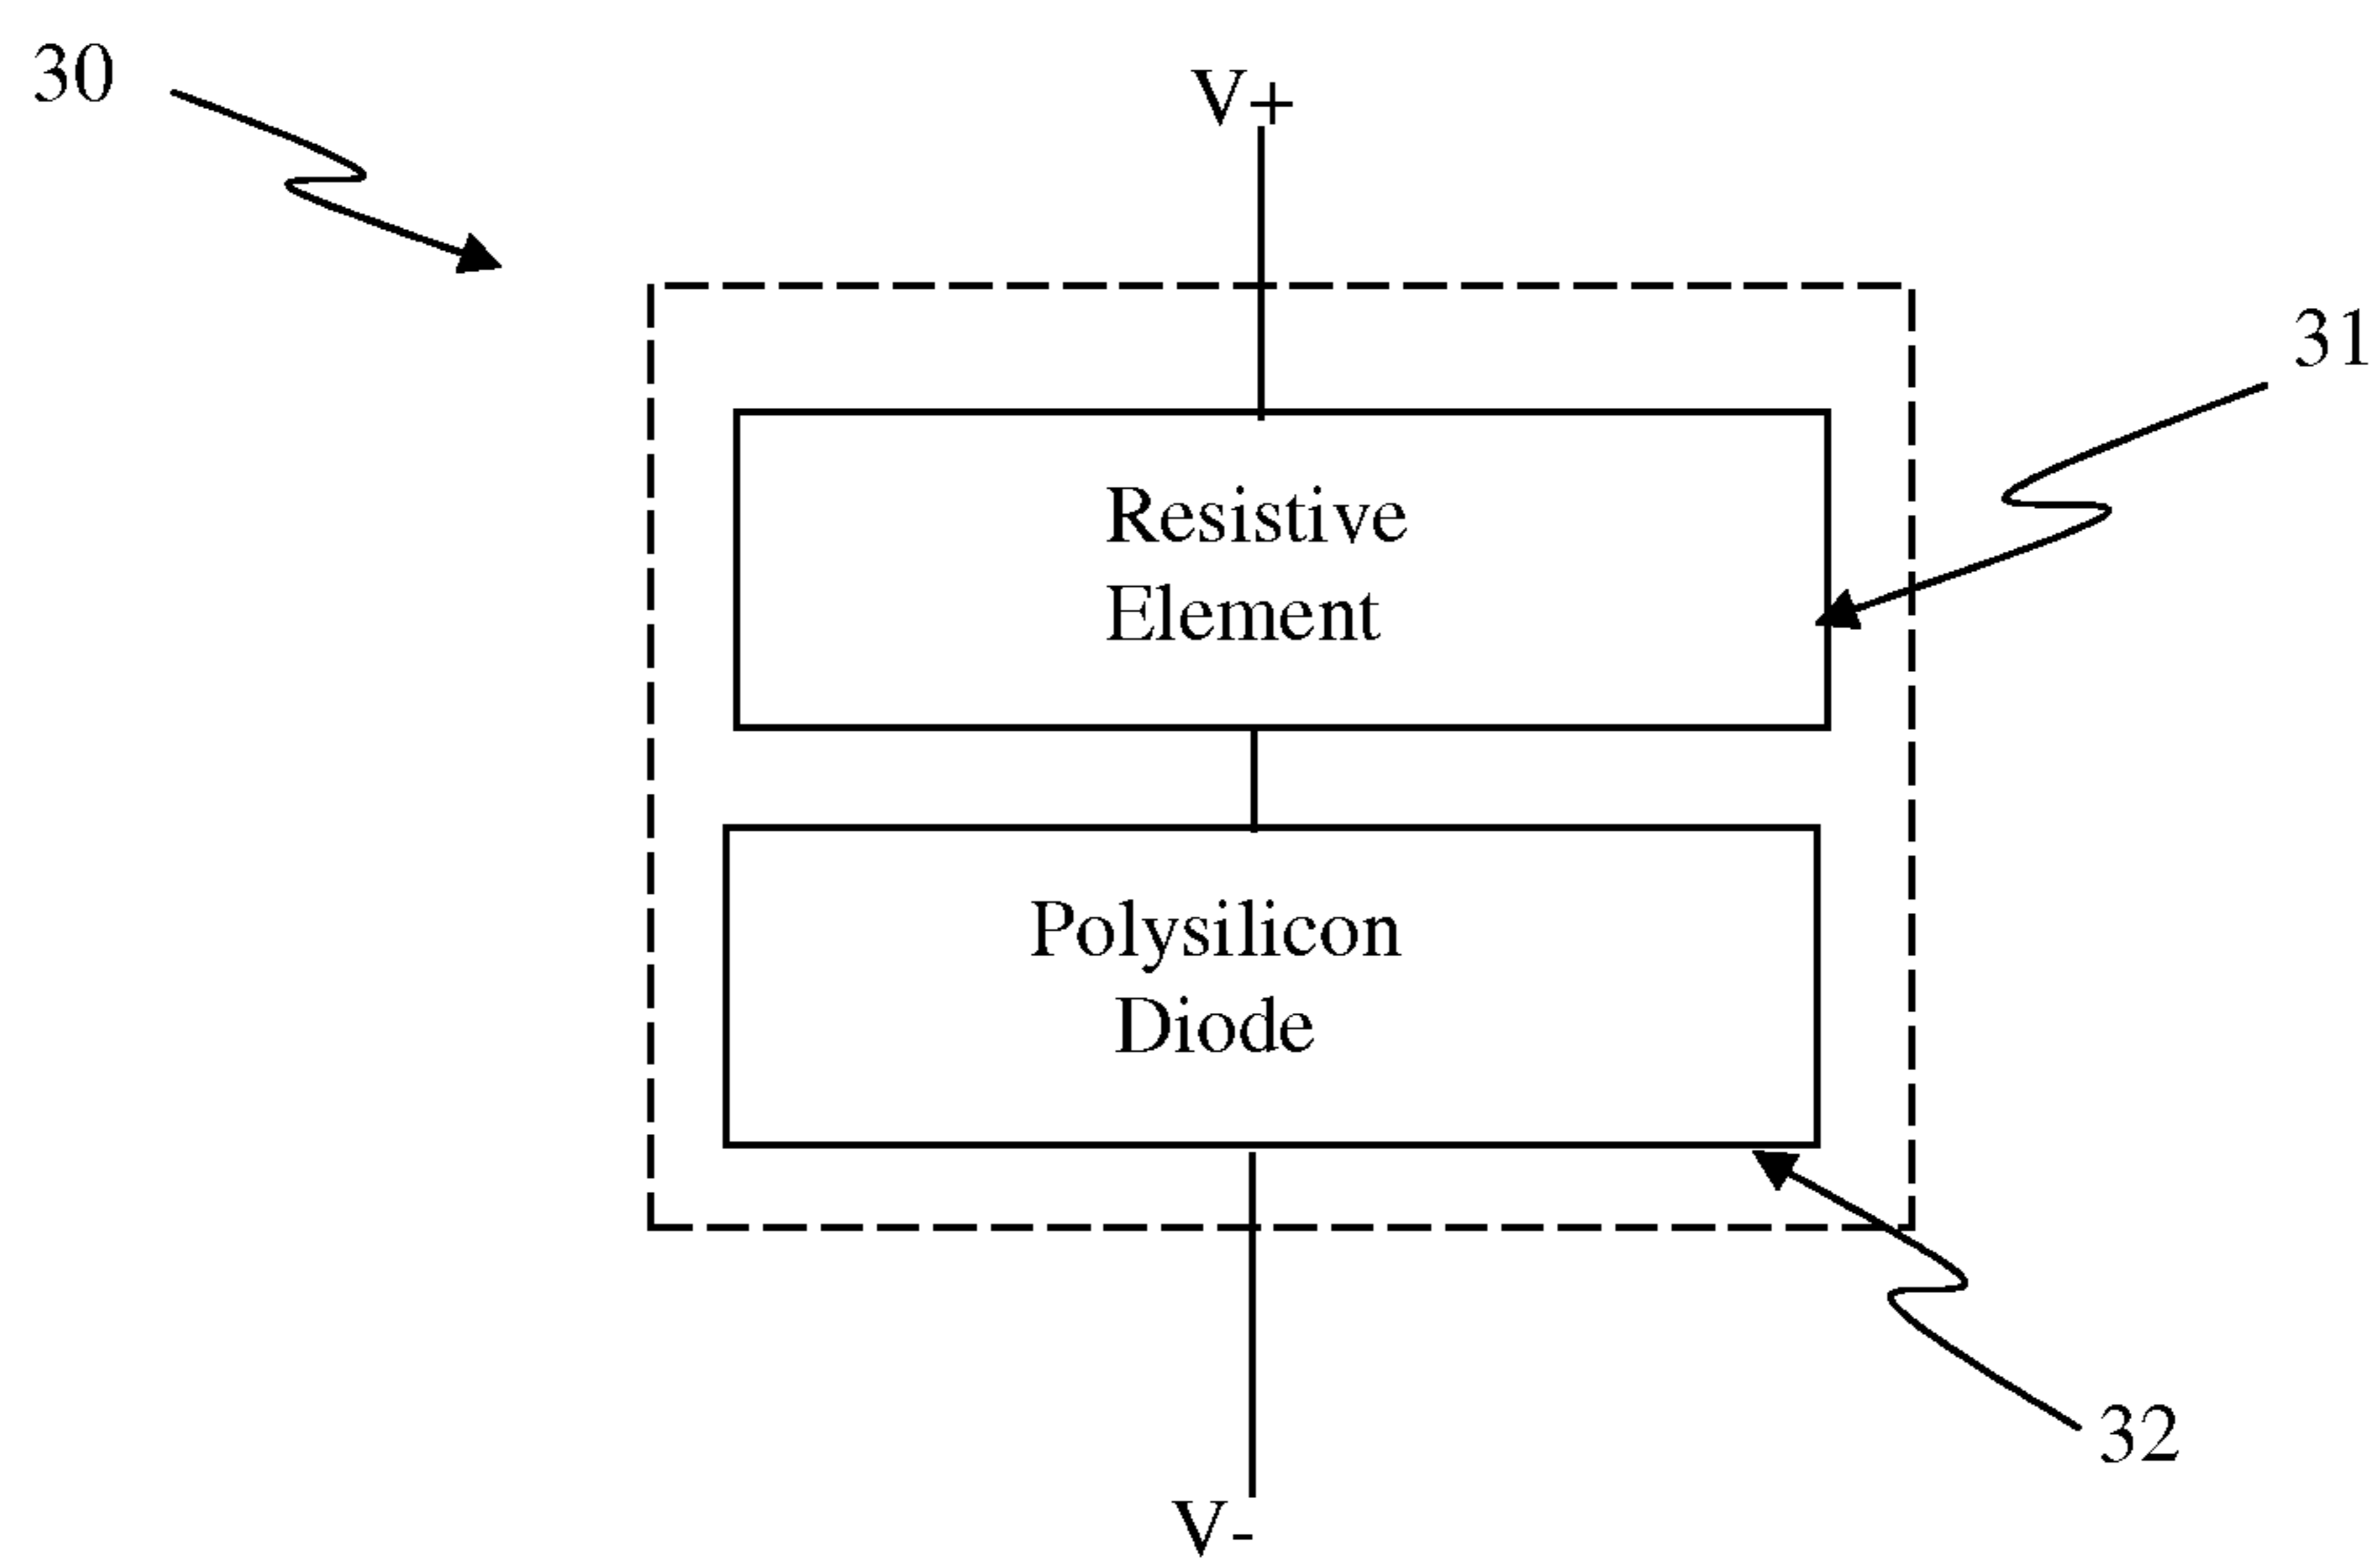 30
V+
31
Resistive
Element
Polysilicon
Diode
32
V-